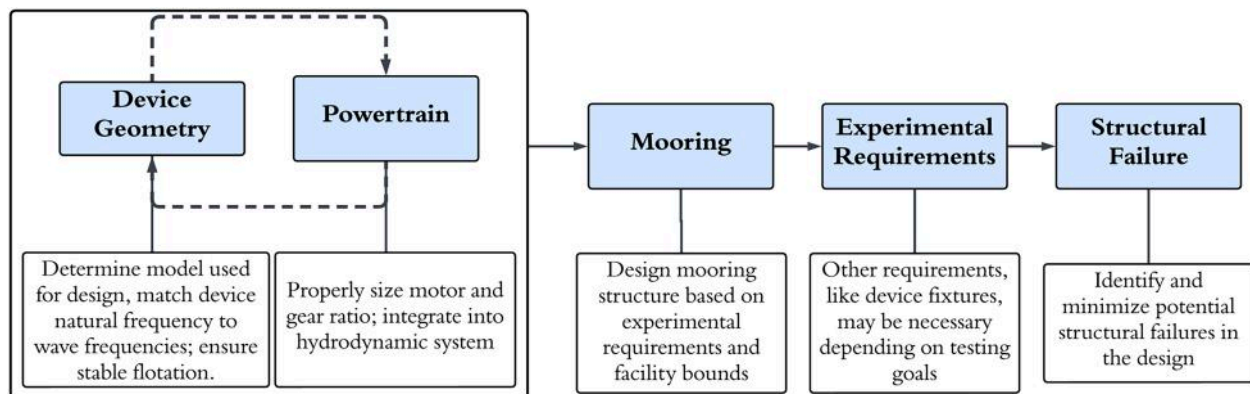 Device
Geometry
Powertrain
Mooring
Experimental
Requirements
Structural
Failure
Determine model used
for design, match device
natural frequency to
wave frequencies; ensure
stable flotation.
Properly size motor and
gear ratio; integrate into
hydrodynamic system
Design mooring
structure based on
experimental
requirements and
facility bounds
Other requirements,
like device fixtures,
may be necessary
depending on testing
goals
Identify and
minimize potential
structural failures in
the design